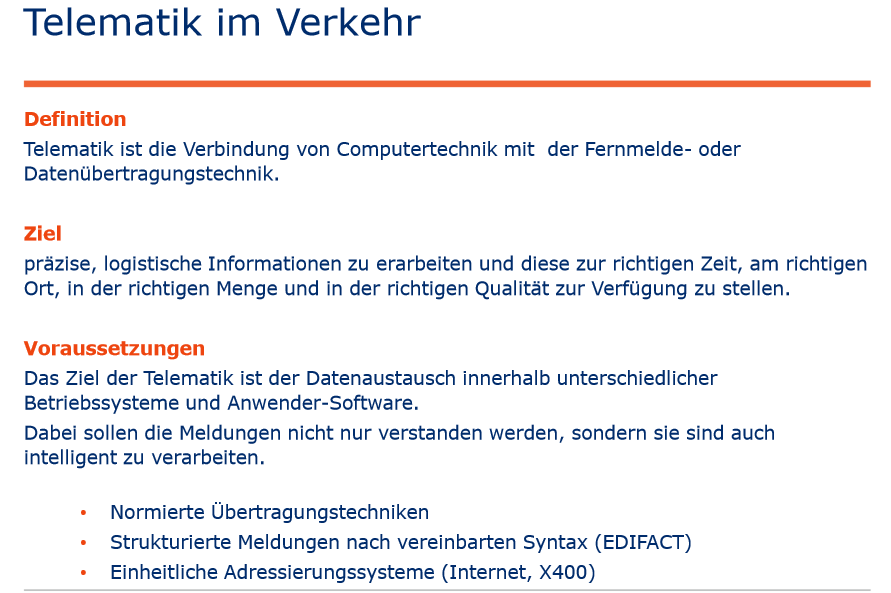 Telematik im Verkehr
Definition
Telematik ist die Verbindung von Computertechnik mit  der Fernmelde- oder
Datenübertragungstechnik.
Ziel
präzise, logistische Informationen zu erarbeiten und diese zur richtigen Zeit, am richtigen
Ort, in der richtigen Menge und in der richtigen Qualität zur Verfügung zu stellen.
Voraussetzungen
Das Ziel der Telematik ist der Datenaustausch innerhalb unterschiedlicher
Betriebssysteme und Anwender-Software.
Dabei sollen die Meldungen nicht nur verstanden werden, sondern sie sind auch
intelligent zu verarbeiten.
• Normierte Übertragungstechniken
• Strukturierte Meldungen nach vereinbarten Syntax (EDIFACT)
• Einheitliche Adressierungssysteme (Internet, X400)